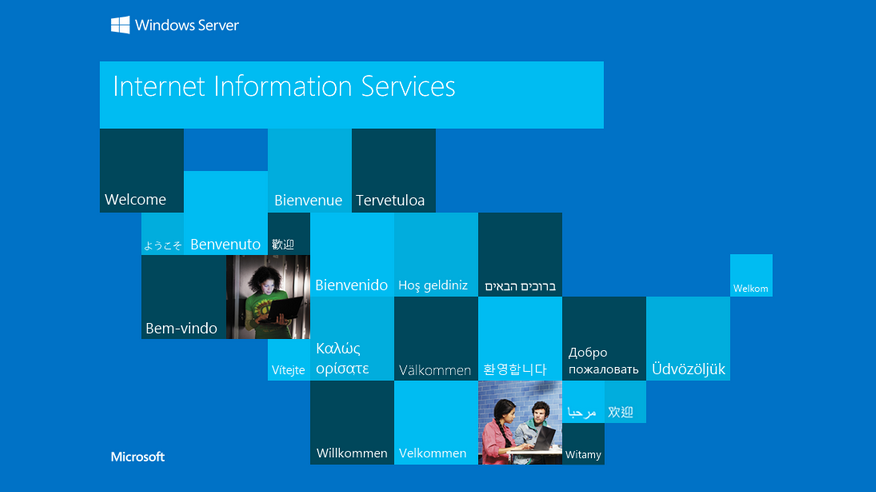 Windows Server
Internet Information Services
Welcome
Bienvenue
Tervetuloa
ようこそ
Benvenuto
歡迎
Bienvenido
Hoş geldiniz
ברוכים הבאים
Welkom
Bem-vindo
Vítejte
Καλώς
ορίσατε
Välkommen
환영합니다
Добро
пожаловать
Üdvözöljük
مرحبا
欢迎
Willkommen
Velkommen
Witamy
Microsoft